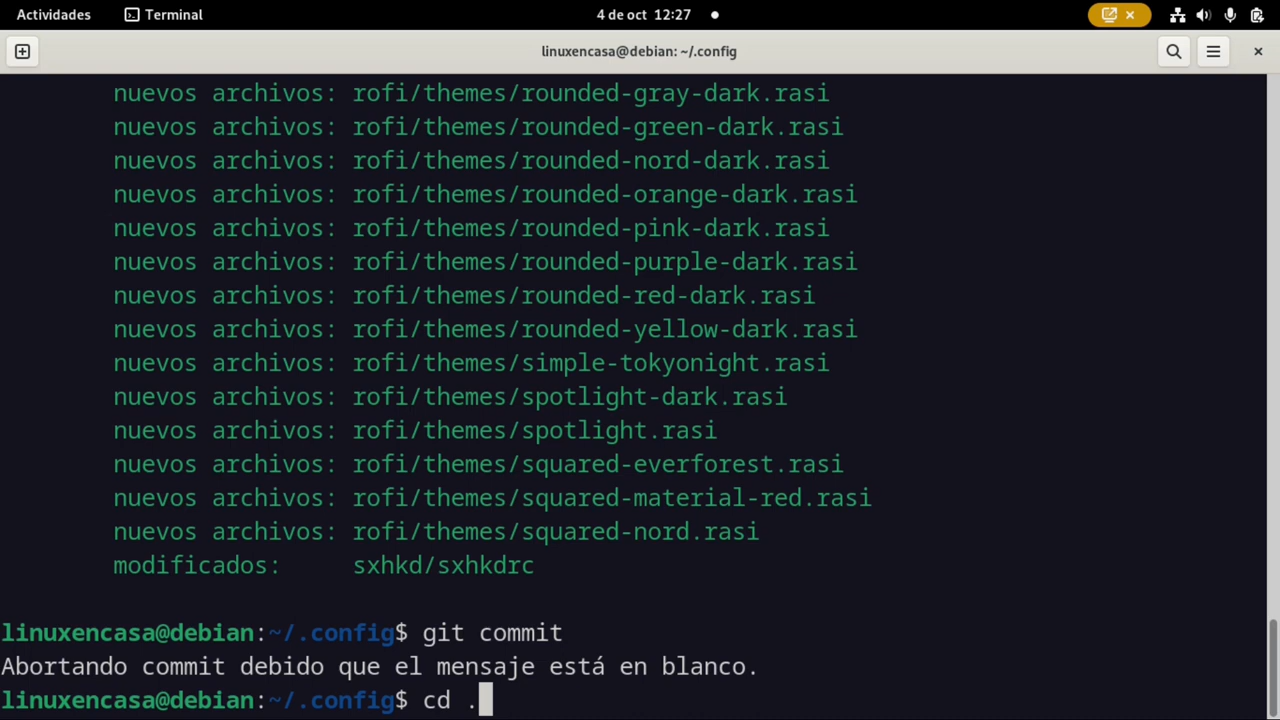 Actividades Terminal 4 de oct 12:27
linuxencasa@debian: ~/.config
nuevos archivos: rofi/themes/rounded-gray-dark.rasi
nuevos archivos: rofi/themes/rounded-green-dark.rasi
nuevos archivos: rofi/themes/rounded-nord-dark.rasi
nuevos archivos: rofi/themes/rounded-orange-dark.rasi
nuevos archivos: rofi/themes/rounded-pink-dark.rasi
nuevos archivos: rofi/themes/rounded-purple-dark.rasi
nuevos archivos: rofi/themes/rounded-red-dark.rasi
nuevos archivos: rofi/themes/rounded-yellow-dark.rasi
nuevos archivos: rofi/themes/simple-tokyonight.rasi
nuevos archivos: rofi/themes/spotlight-dark.rasi
nuevos archivos: rofi/themes/spotlight.rasi
nuevos archivos: rofi/themes/squared-everforest.rasi
nuevos archivos: rofi/themes/squared-material-red.rasi
nuevos archivos: rofi/themes/squared-nord.rasi
modificados:     sxhkd/sxhkdrc
linuxencasa@debian:~/.config$ git commit
Abortando commit debido que el mensaje está en blanco.
linuxencasa@debian:~/.config$ cd .